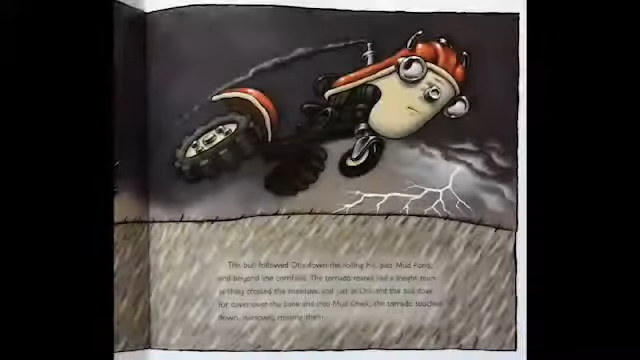 The bull followed Otis down the rolling hill, past Mud Pond,
and beyond the cornfield. The tornado roared like a freight train
as they crossed the meadow, and just as Otis and the bull dove
for cover over the bank and into Mud Creek, the tornado touched
down, narrowly missing them.